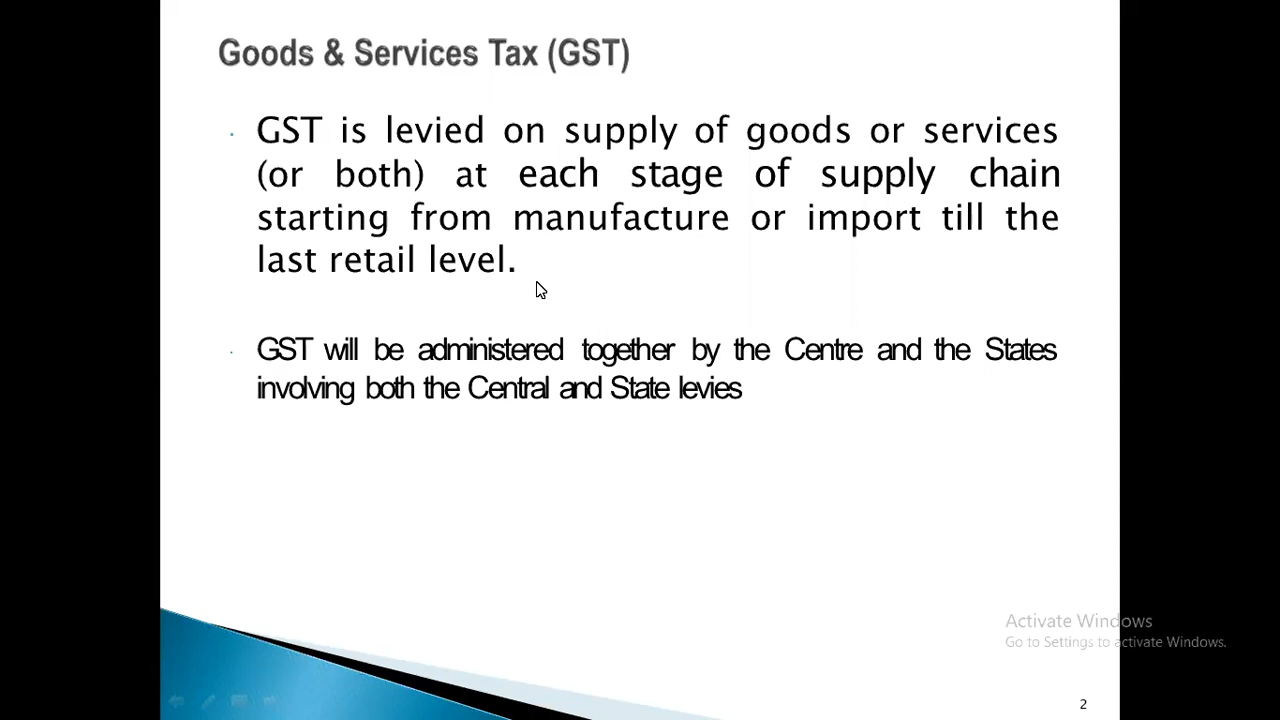 Goods & Services Tax (GST)
GST is levied on supply of goods or services
(or both) at each stage of supply chain
starting from manufacture or import till the
last retail level.
GST will be administered together by the Centre and the States
involving both the Central and State levies
Activate Windows
Go to Settings to activate Windows.
2